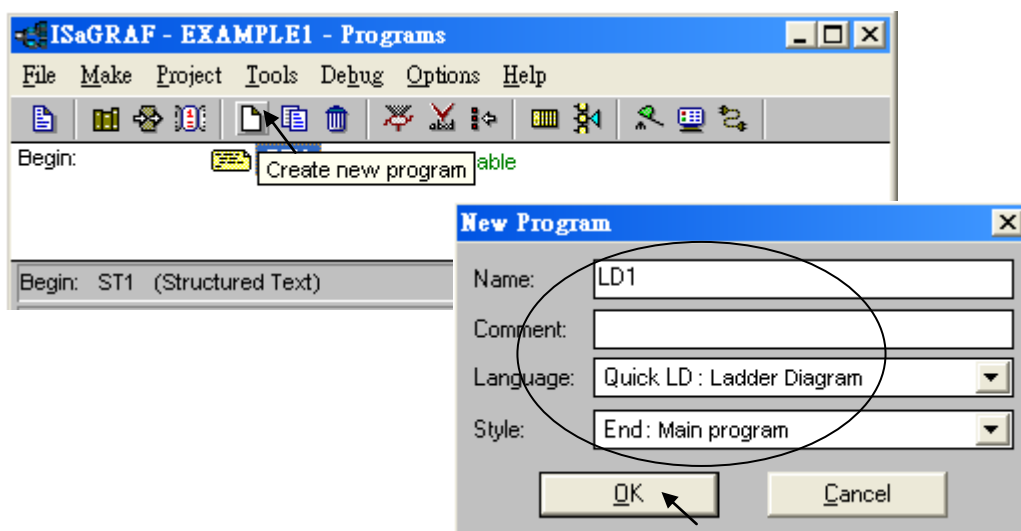 ISaGRAF - EXAMPLE1 - Programs
File Make Project Tools Debug Options Help
Begin:
Create new program
able
Begin: ST1 (Structured Text)
New Program
Name: LD1
Comment:
Language: Quick LD : Ladder Diagram
Style: End : Main program
OK Cancel